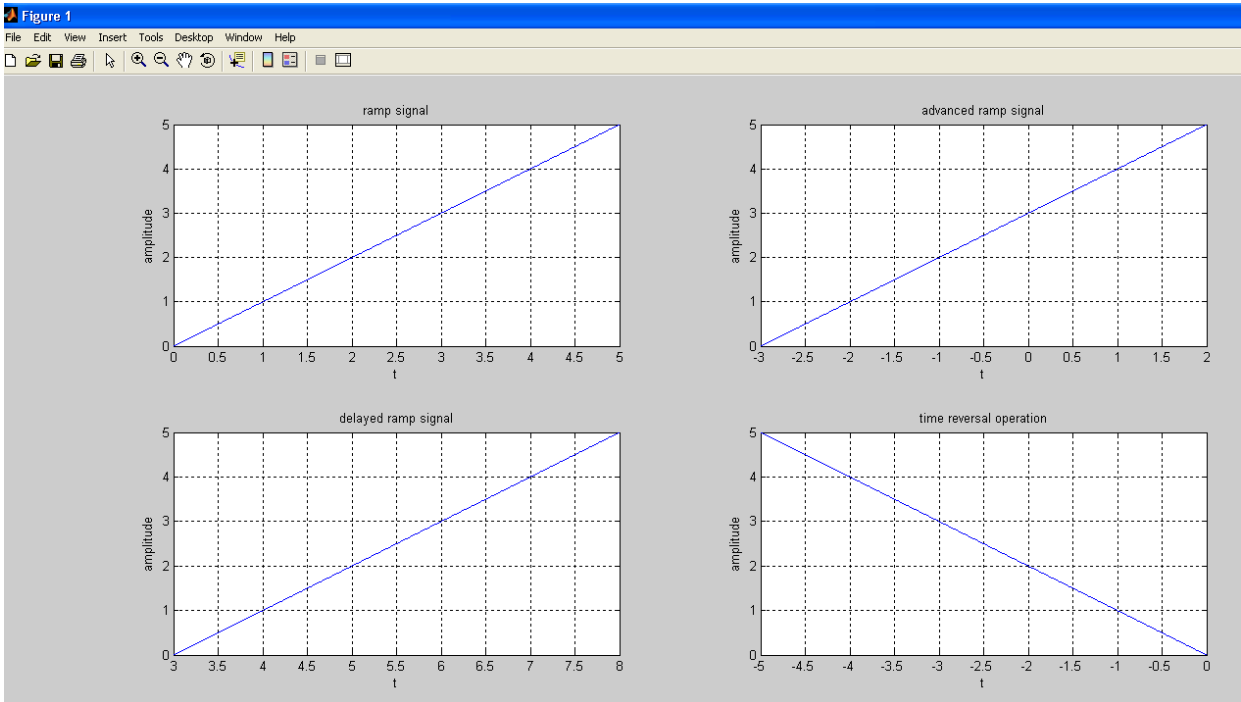 Figure 1
File Edit View Insert Tools Desktop Window Help
ramp signal
5
4
3
2
1
0
amplitude
0 0.5 1 1.5 2 2.5 3 3.5 4 4.5 5
t
advanced ramp signal
5
4
3
2
1
0
amplitude
-3 -2.5 -2 -1.5 -1 -0.5 0 0.5 1 1.5 2
t
delayed ramp signal
5
4
3
2
1
0
amplitude
3 3.5 4 4.5 5 5.5 6 6.5 7 7.5 8
t
time reversal operation
5
4
3
2
1
0
amplitude
-5 -4.5 -4 -3.5 -3 -2.5 -2 -1.5 -1 -0.5 0
t